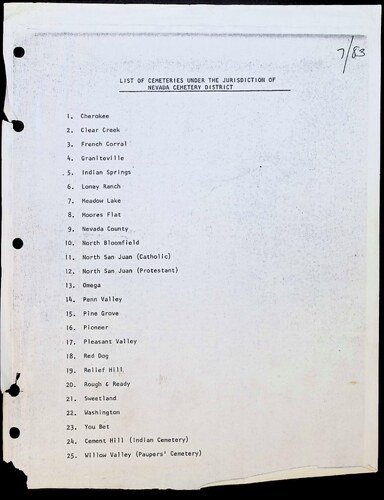 7/83
LIST OF CEMETERIES UNDER THE JURISDICTION OF
NEVADA CEMETERY DISTRICT
1. Cherokee
2. Clear Creek
3. French Corral
4. Graniteville
5. Indian Springs
6. Loney Ranch
7. Meadow Lake
8. Moores Flat
9. Nevada County
10. North Bloomfield
11. North San Juan (Catholic)
12. North San Juan (Protestant)
13. Omega
14. Penn Valley
15. Pine Grove
16. Pioneer
17. Pleasant Valley
18. Red Dog
19. Relief Hill
20. Rough & Ready
21. Sweetland
22. Washington
23. You Bet
24. Cement Hill (Indian Cemetery)
25. Willow Valley (Paupers' Cemetery)